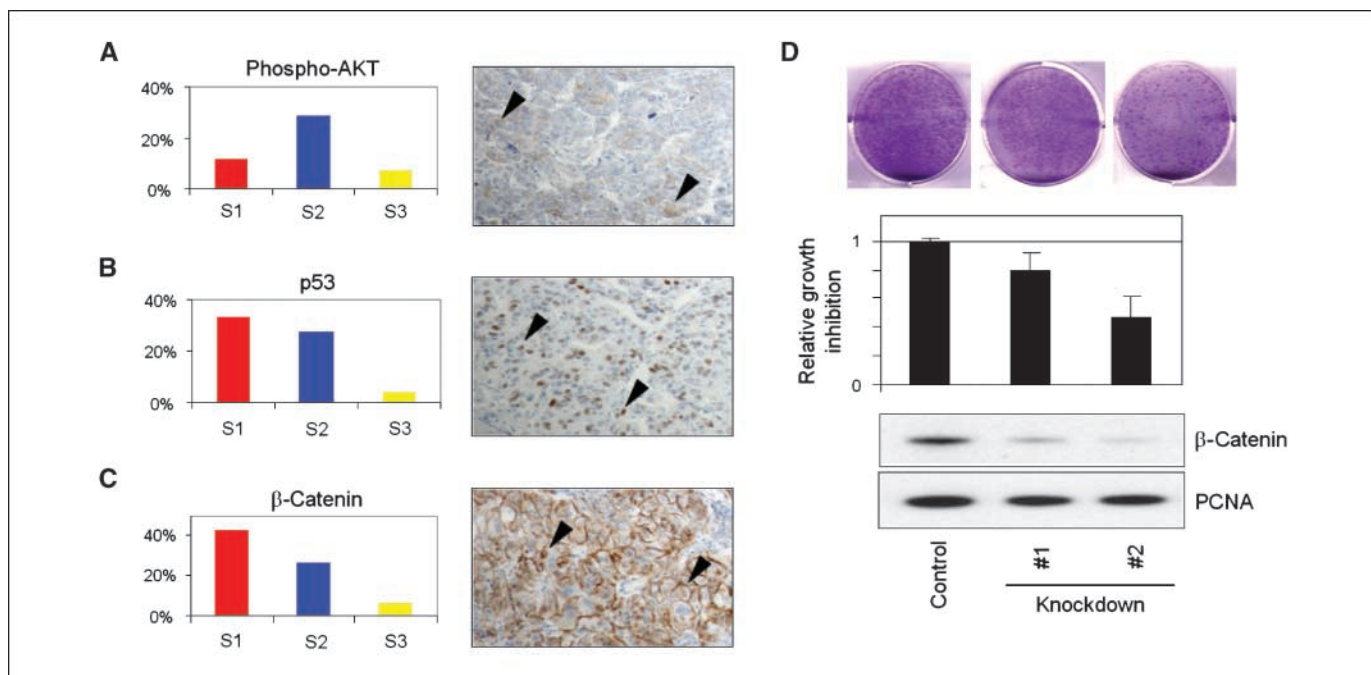 A
Phospho-AKT
40%
20%
0%
S1 S2 S3
B
p53
40%
20%
0%
S1 S2 S3
C
β-Catenin
40%
20%
0%
S1 S2 S3
D
Relative growth
inhibition
1
0
β-Catenin
PCNA
Control
#1
#2
Knockdown